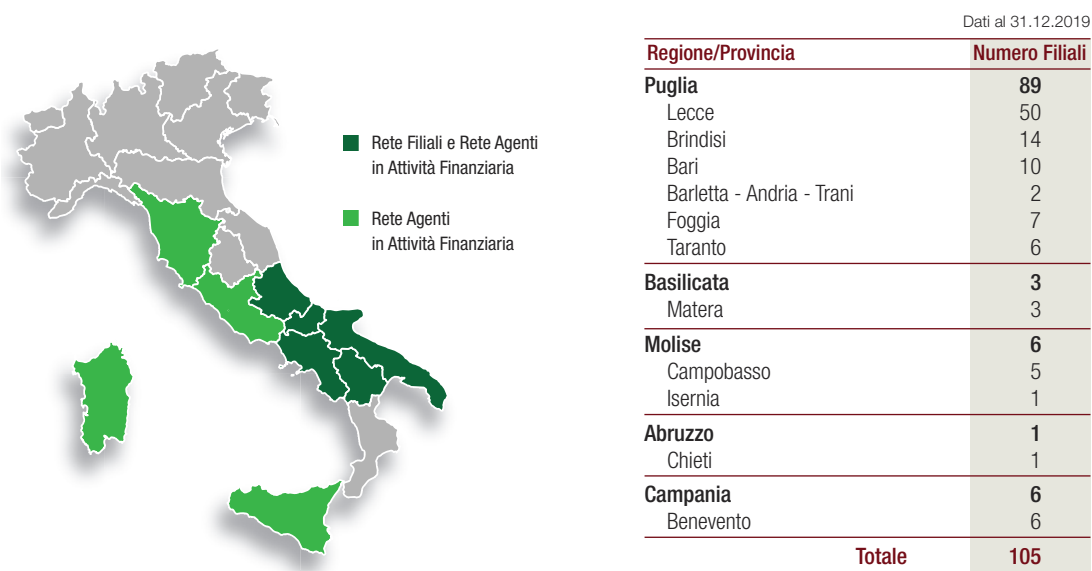 Dati al 31.12.2019
Rete Filiali e Rete Agenti
in Attività Finanziaria
Rete Agenti
in Attività Finanziaria
Regione/Provincia Numero Filiali
Puglia 89
Lecce 50
Brindisi 14
Bari 10
Barletta - Andria - Trani 2
Foggia 7
Taranto 6
Basilicata 3
Matera 3
Molise 6
Campobasso 5
Isernia 1
Abruzzo 1
Chieti 1
Campania 6
Benevento 6
Totale 105